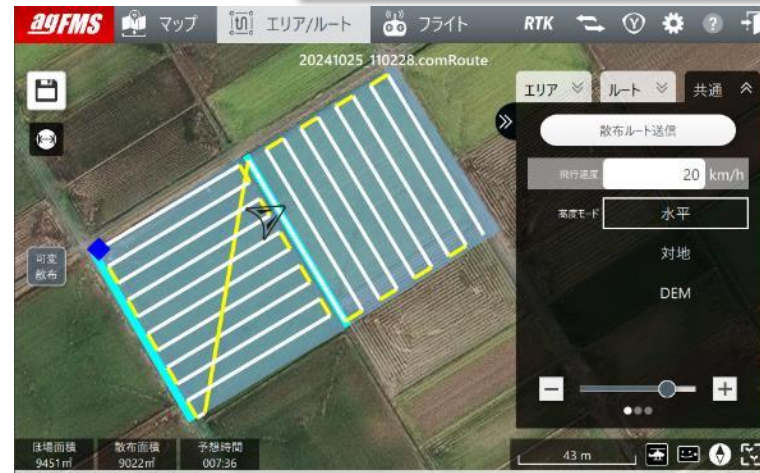 agFMS マップ エリア/ルート フライト RTK Y ?
20241025_110228.comRoute
エリア ルート 共通
散布ルート送信
飛行速度 20 km/h
高度モード 水平
対地
DEM
可変
散布
ほ場面積 散布面積 予想時間
9451㎡ 9022㎡ 007:36
43 m